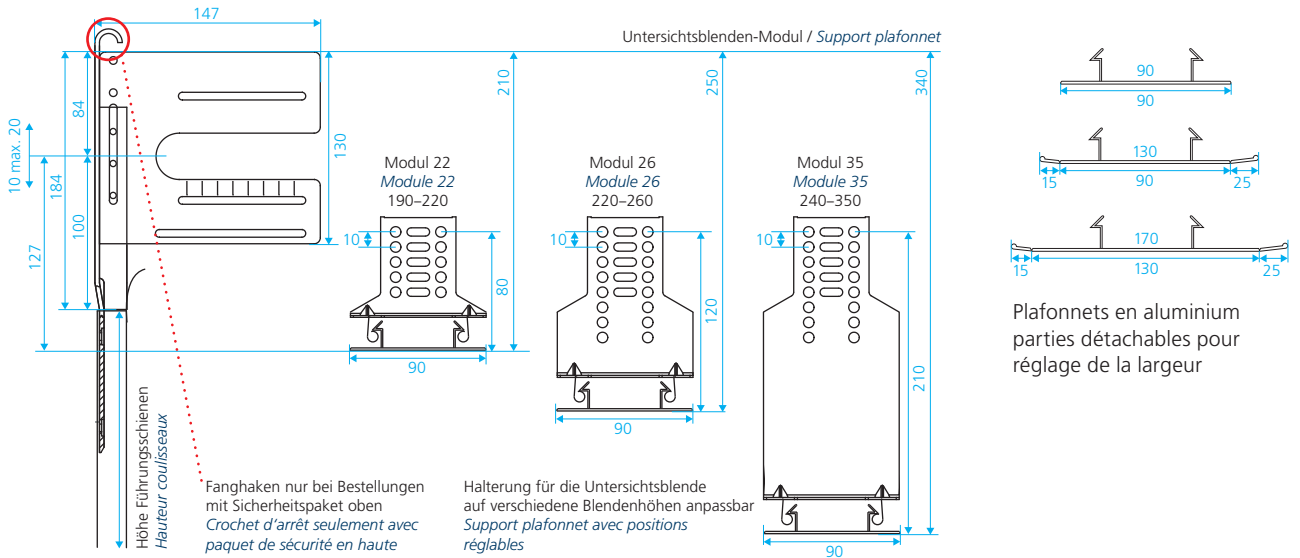 147
Untersichtsblenden-Modul / Support plafonnet
84
10 max. 20
184
100
127
130
210
250
340
Modul 22
Module 22
190–220
10
80
90
Modul 26
Module 26
220–260
10
120
90
Modul 35
Module 35
240–350
10
210
90
Höhe Führungsschienen
Hauteur coulisseaux
Fanghaken nur bei Bestellungen
mit Sicherheitspaket oben
Crochet d’arrêt seulement avec
paquet de sécurité en haute
Halterung für die Untersichtsblende
auf verschiedene Blendenhöhen anpassbar
Support plafonnet avec positions
réglables
90
90
130
15
90
25
170
15
130
25
Plafonnets en aluminium
parties détachables pour
réglage de la largeur